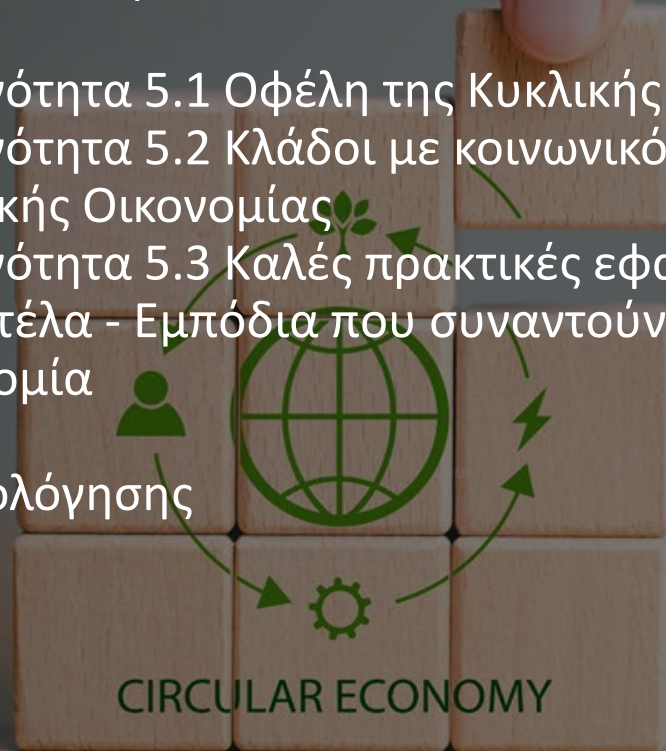 νότητα 5.1 Οφέλη της Κυκλικής
νότητα 5.2 Κλάδοι με κοινωνικό
κής Οικονομίας
νότητα 5.3 Καλές πρακτικές εφα
τέλα - Εμπόδια που συναντούν
ομία
ολόγησης
CIRCULAR ECONOMY